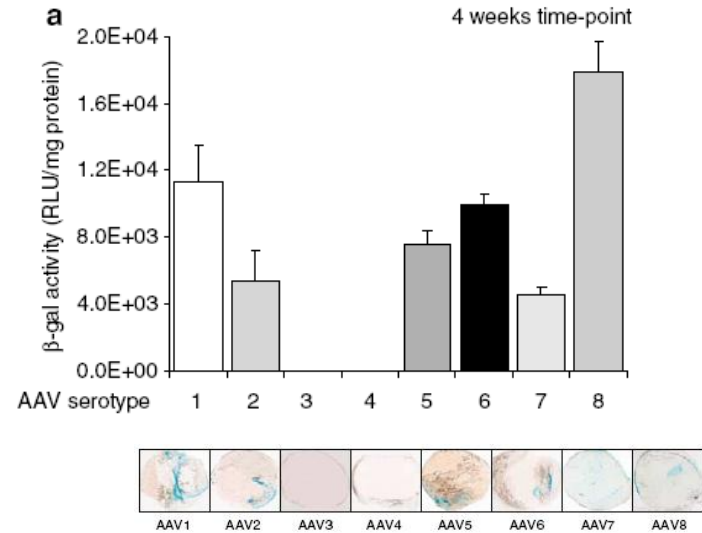 a
4 weeks time-point
β-gal activity (RLU/mg protein)
2.0E+04
1.6E+04
1.2E+04
8.0E+03
4.0E+03
0.0E+00
AAV serotype 1 2 3 4 5 6 7 8
AAV1 AAV2 AAV3 AAV4 AAV5 AAV6 AAV7 AAV8